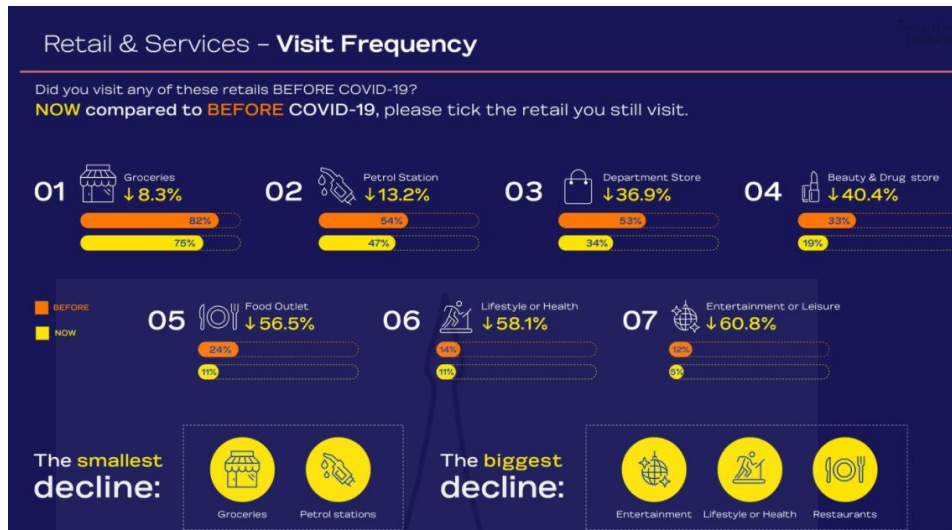 Retail & Services – Visit Frequency
Did you visit any of these retails BEFORE COVID-19?
NOW compared to BEFORE COVID-19, please tick the retail you still visit.
01 Groceries
↓8.3%
82%
75%
02 Petrol Station
↓13.2%
54%
47%
03 Department Store
↓36.9%
53%
34%
04 Beauty & Drug store
↓40.4%
33%
19%
BEFORE
NOW
05 Food Outlet
↓56.5%
24%
11%
06 Lifestyle or Health
↓58.1%
14%
11%
07 Entertainment or Leisure
↓60.8%
12%
5%
The smallest
decline:
Groceries
Petrol stations
The biggest
decline:
Entertainment
Lifestyle or Health
Restaurants